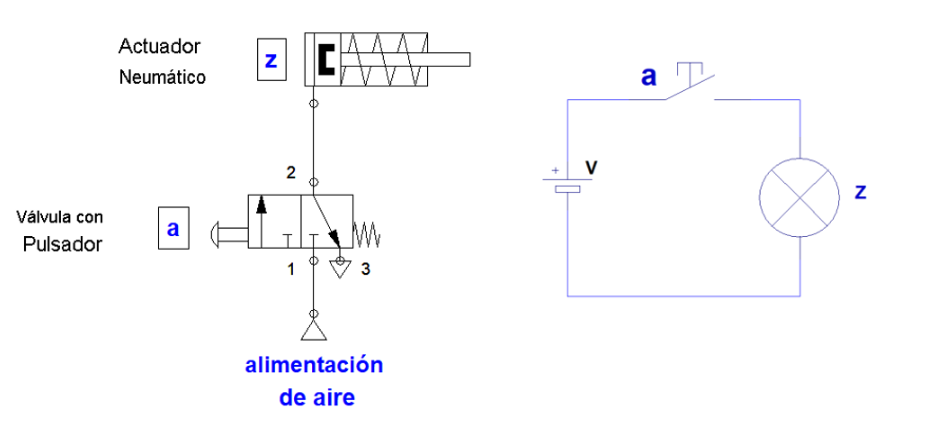 Actuador
Neumático
z
2
Válvula con
Pulsador
a
1
3
alimentación
de aire
a
+
V
z